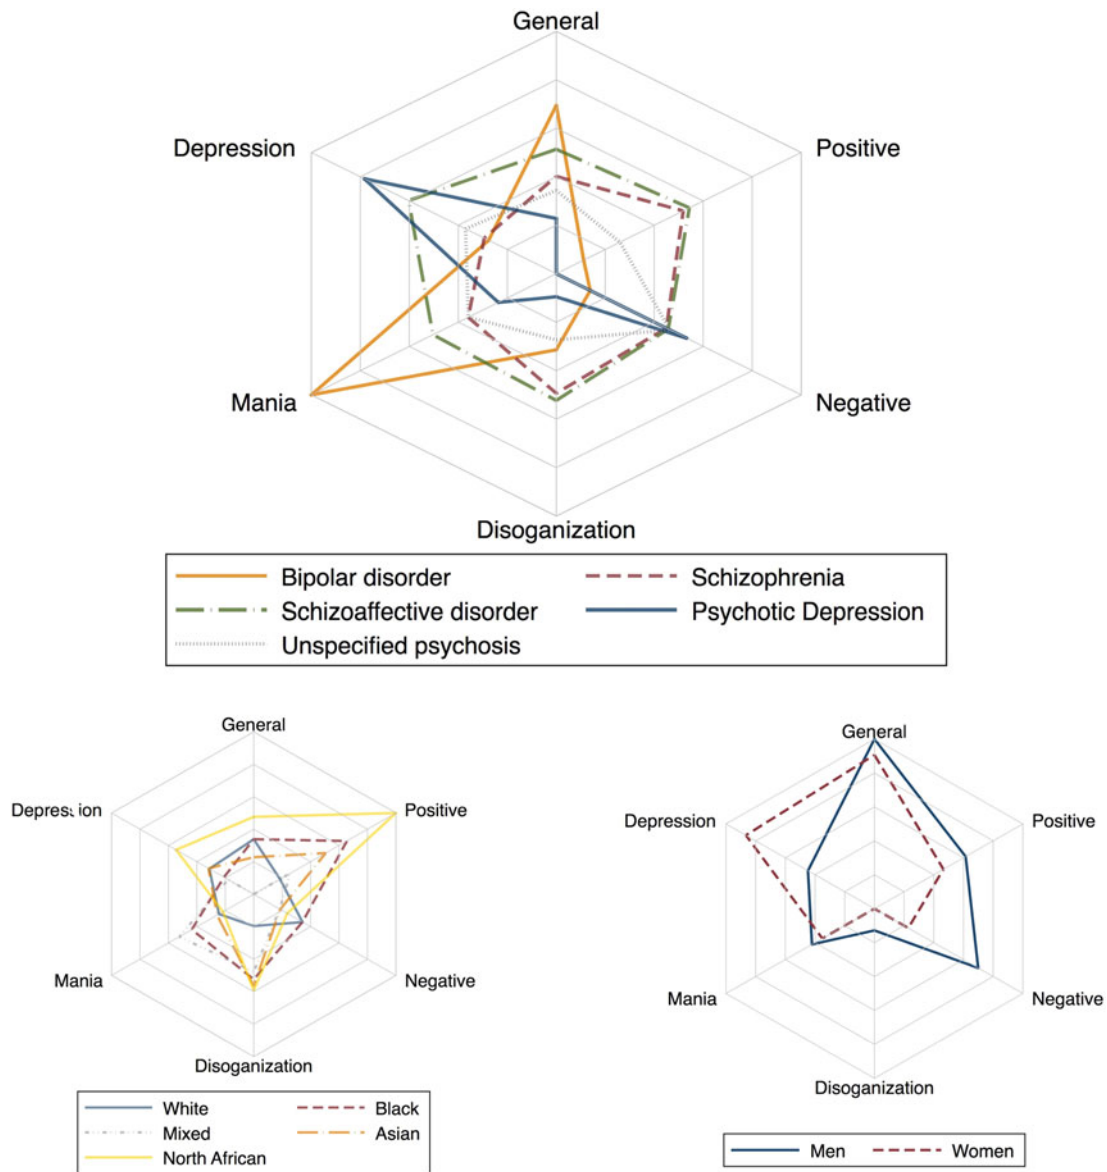 General
Depression
Positive
Mania
Negative
Disoganization
Bipolar disorder
Schizophrenia
Schizoaffective disorder
Psychotic Depression
Unspecified psychosis
General
Depression
Positive
Mania
Negative
Disoganization
White
Black
Mixed
Asian
North African
General
Depression
Positive
Mania
Negative
Disoganization
Men
Women